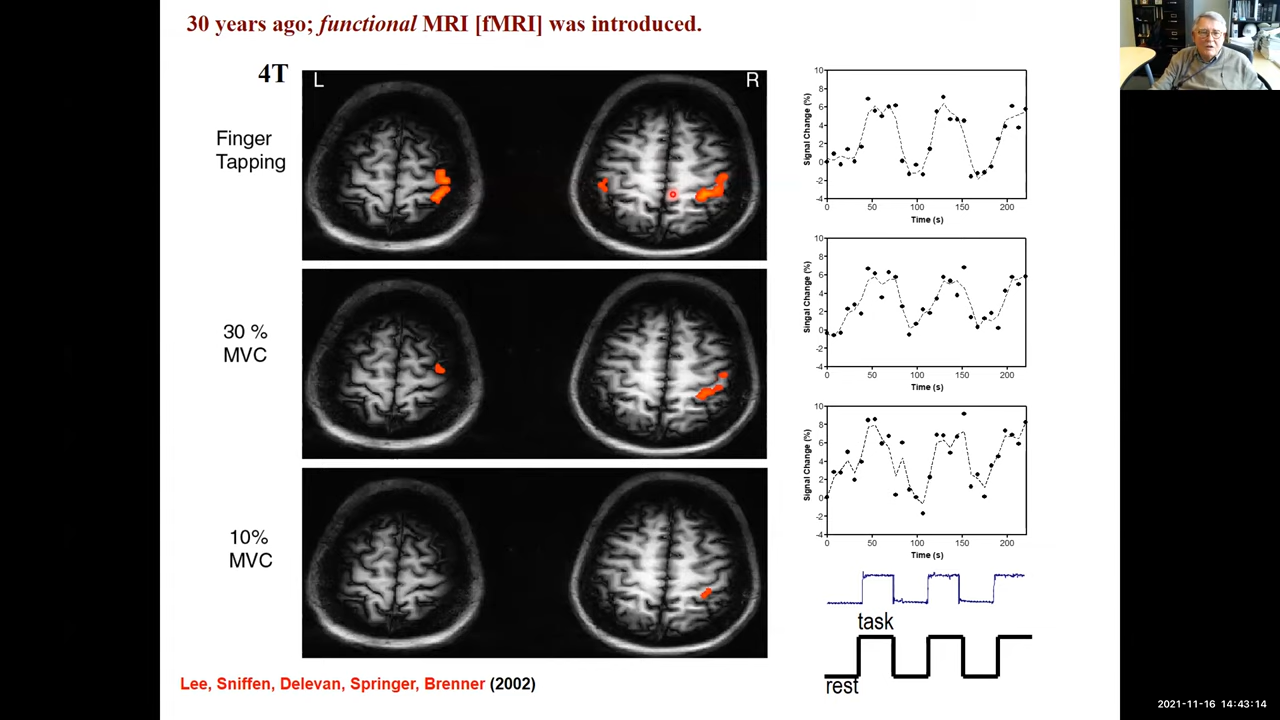 30 years ago; functional MRI [fMRI] was introduced.
4T
L
R
Finger
Tapping
30 %
MVC
10%
MVC
Signal Change (%)
10
8
6
4
2
0
-2
-4
0
50
100
150
200
Time (s)
Singal Change (%)
10
8
6
4
2
0
-2
-4
0
50
100
150
200
Time (s)
Signal Change (%)
10
8
6
4
2
0
-2
-4
0
50
100
150
200
Time (s)
task
rest
Lee, Sniffen, Delevan, Springer, Brenner (2002)
2021-11-16 14:43:14